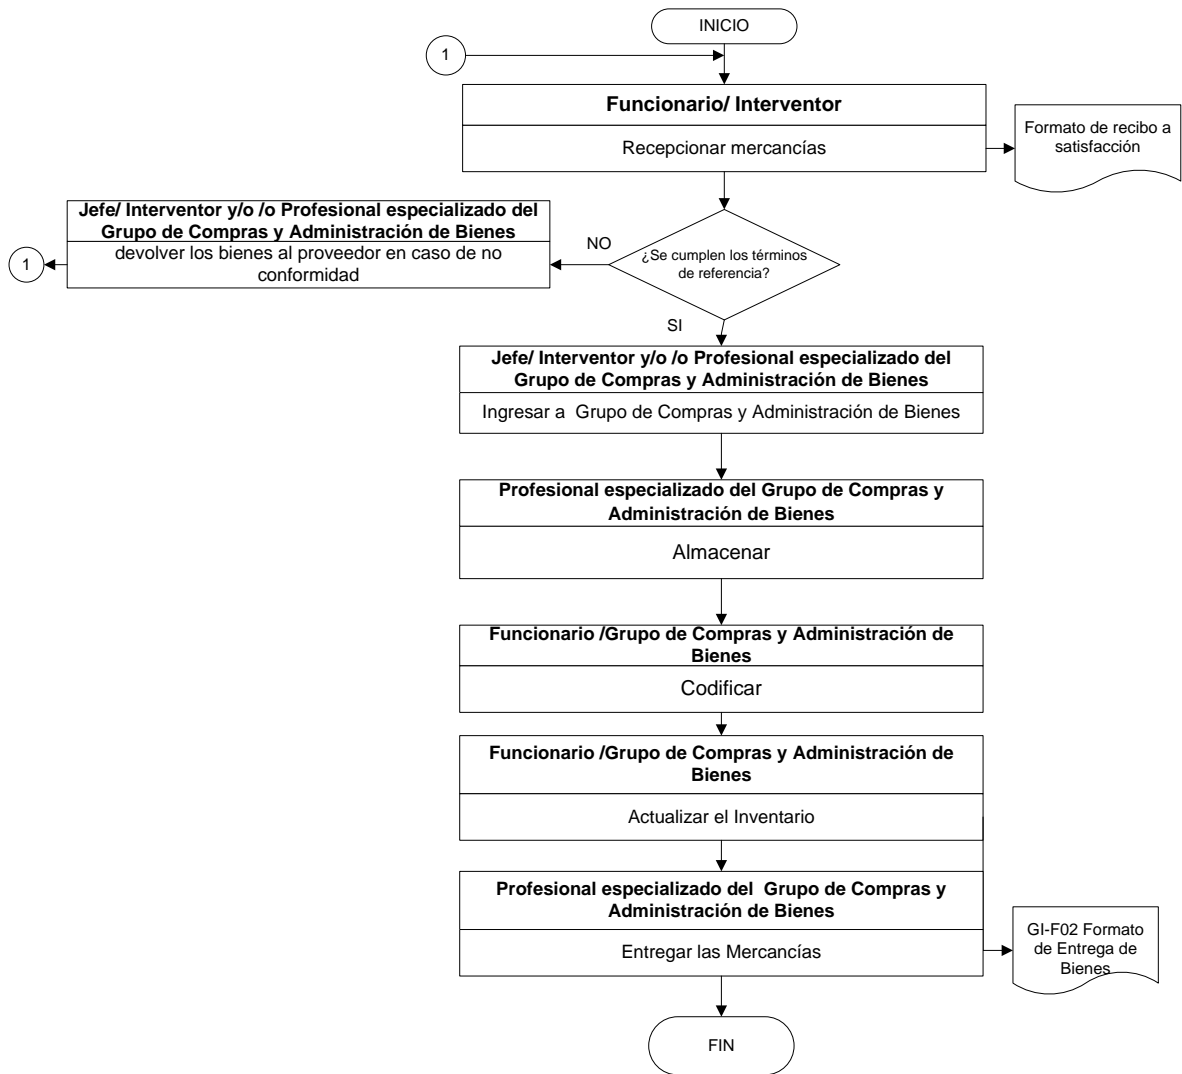 INICIO
1
Funcionario/ Interventor
Recepcionar mercancías
Formato de recibo a
satisfacción
Jefe/ Interventor y/o /o Profesional especializado del
Grupo de Compras y Administración de Bienes
devolver los bienes al proveedor en caso de no
conformidad
1
NO
¿Se cumplen los términos
de referencia?
SI
Jefe/ Interventor y/o /o Profesional especializado del
Grupo de Compras y Administración de Bienes
Ingresar a Grupo de Compras y Administración de Bienes
Profesional especializado del Grupo de Compras y
Administración de Bienes
Almacenar
Funcionario /Grupo de Compras y Administración de
Bienes
Codificar
Funcionario /Grupo de Compras y Administración de
Bienes
Actualizar el Inventario
Profesional especializado del Grupo de Compras y
Administración de Bienes
Entregar las Mercancías
GI-F02 Formato
de Entrega de
Bienes
FIN